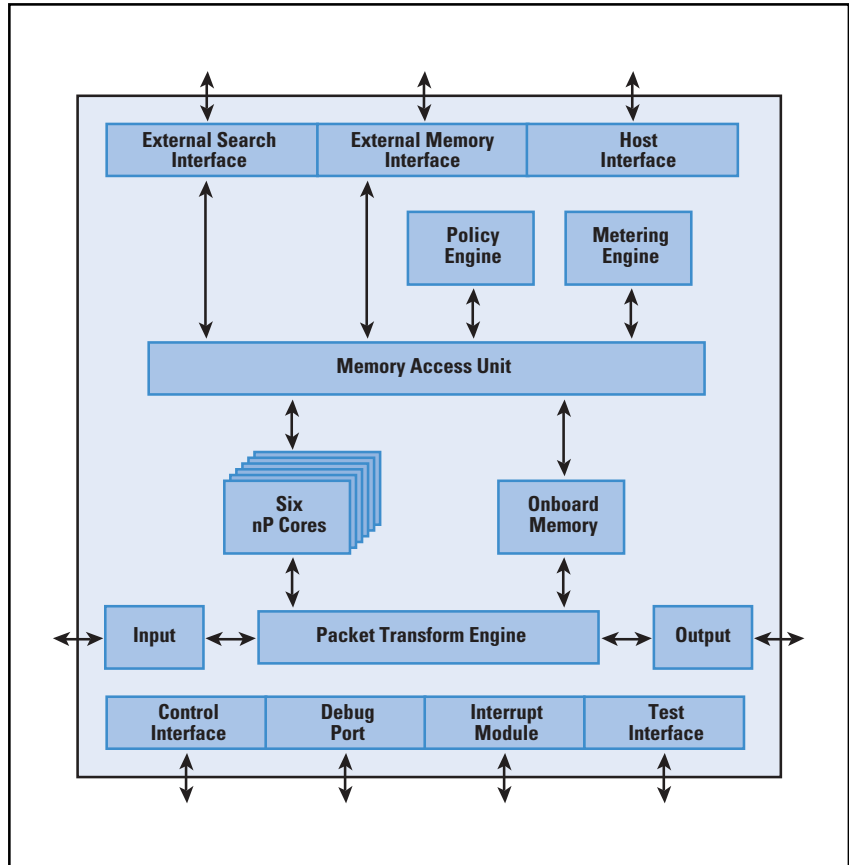 External Search
Interface
External Memory
Interface
Host
Interface
Policy
Engine
Metering
Engine
Memory Access Unit
Six
nP Cores
Onboard
Memory
Input
Packet Transform Engine
Output
Control
Interface
Debug
Port
Interrupt
Module
Test
Interface